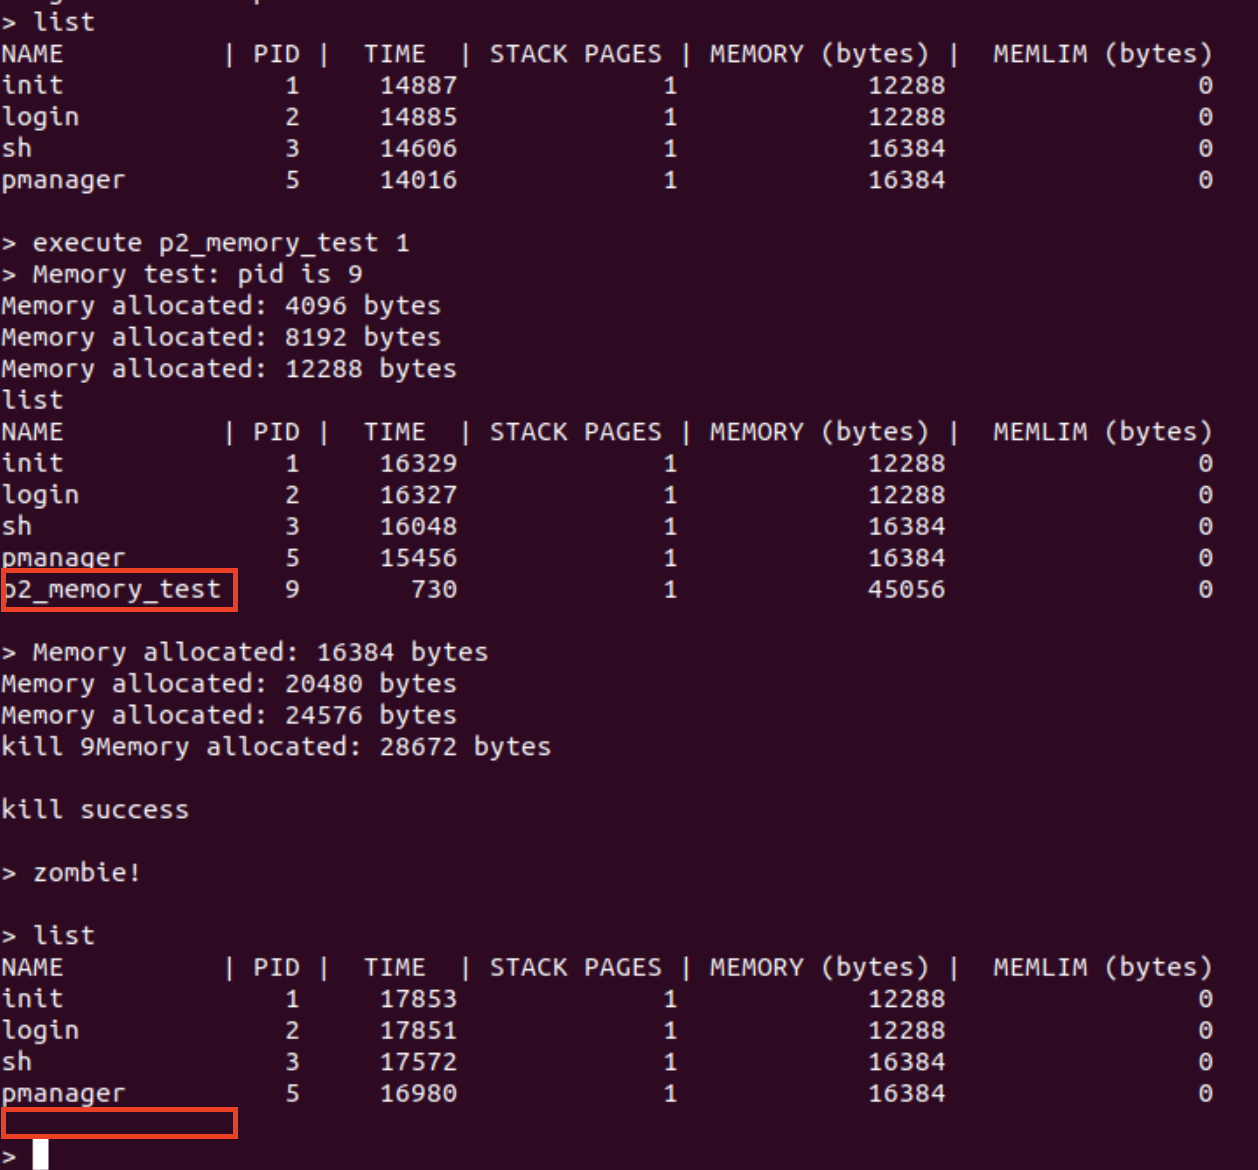 > list
NAME | PID | TIME | STACK PAGES | MEMORY (bytes) | MEMLIM (bytes)
init 1 14887 1 12288 0
login 2 14885 1 12288 0
sh 3 14606 1 16384 0
pmanager 5 14016 1 16384 0
> execute p2_memory_test 1
> Memory test: pid is 9
Memory allocated: 4096 bytes
Memory allocated: 8192 bytes
Memory allocated: 12288 bytes
list
NAME | PID | TIME | STACK PAGES | MEMORY (bytes) | MEMLIM (bytes)
init 1 16329 1 12288 0
login 2 16327 1 12288 0
sh 3 16048 1 16384 0
pmanager 5 15456 1 16384 0
p2_memory_test 9 730 1 45056 0
> Memory allocated: 16384 bytes
Memory allocated: 20480 bytes
Memory allocated: 24576 bytes
kill 9Memory allocated: 28672 bytes
kill success
> zombie!
> list
NAME | PID | TIME | STACK PAGES | MEMORY (bytes) | MEMLIM (bytes)
init 1 17853 1 12288 0
login 2 17851 1 12288 0
sh 3 17572 1 16384 0
pmanager 5 16980 1 16384 0
>